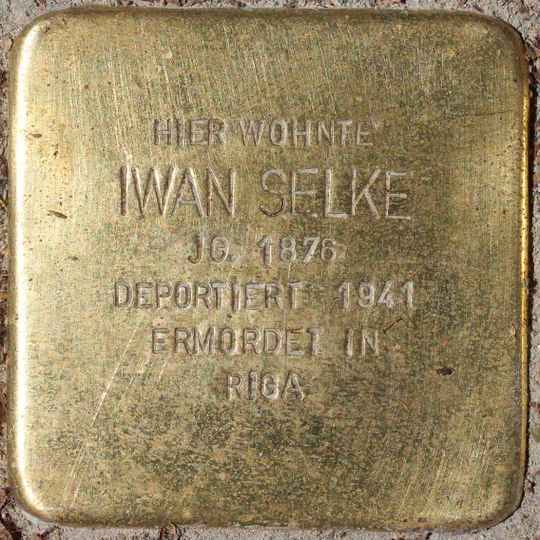 HIER WOHNTE
IWAN SELKE
JG. 1876
DEPORTIERT 1941
ERMORDET IN
RIGA